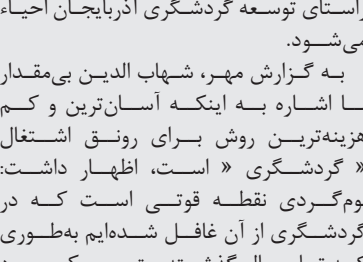 راستای توسعه گردشگری آذربایجان احیاء
می‌شود.
به گزارش مهر، شهاب الدین بی‌مقدار
با اشاره به اینکه آسان‌ترین و کم
هزینه‌ترین روش برای رونق اشتغال
« گردشگری » است، اظهار داشت:
بوم‌گردی نقطه قوتی است که در
گردشگری از آن غافل شده‌ایم به‌طوری